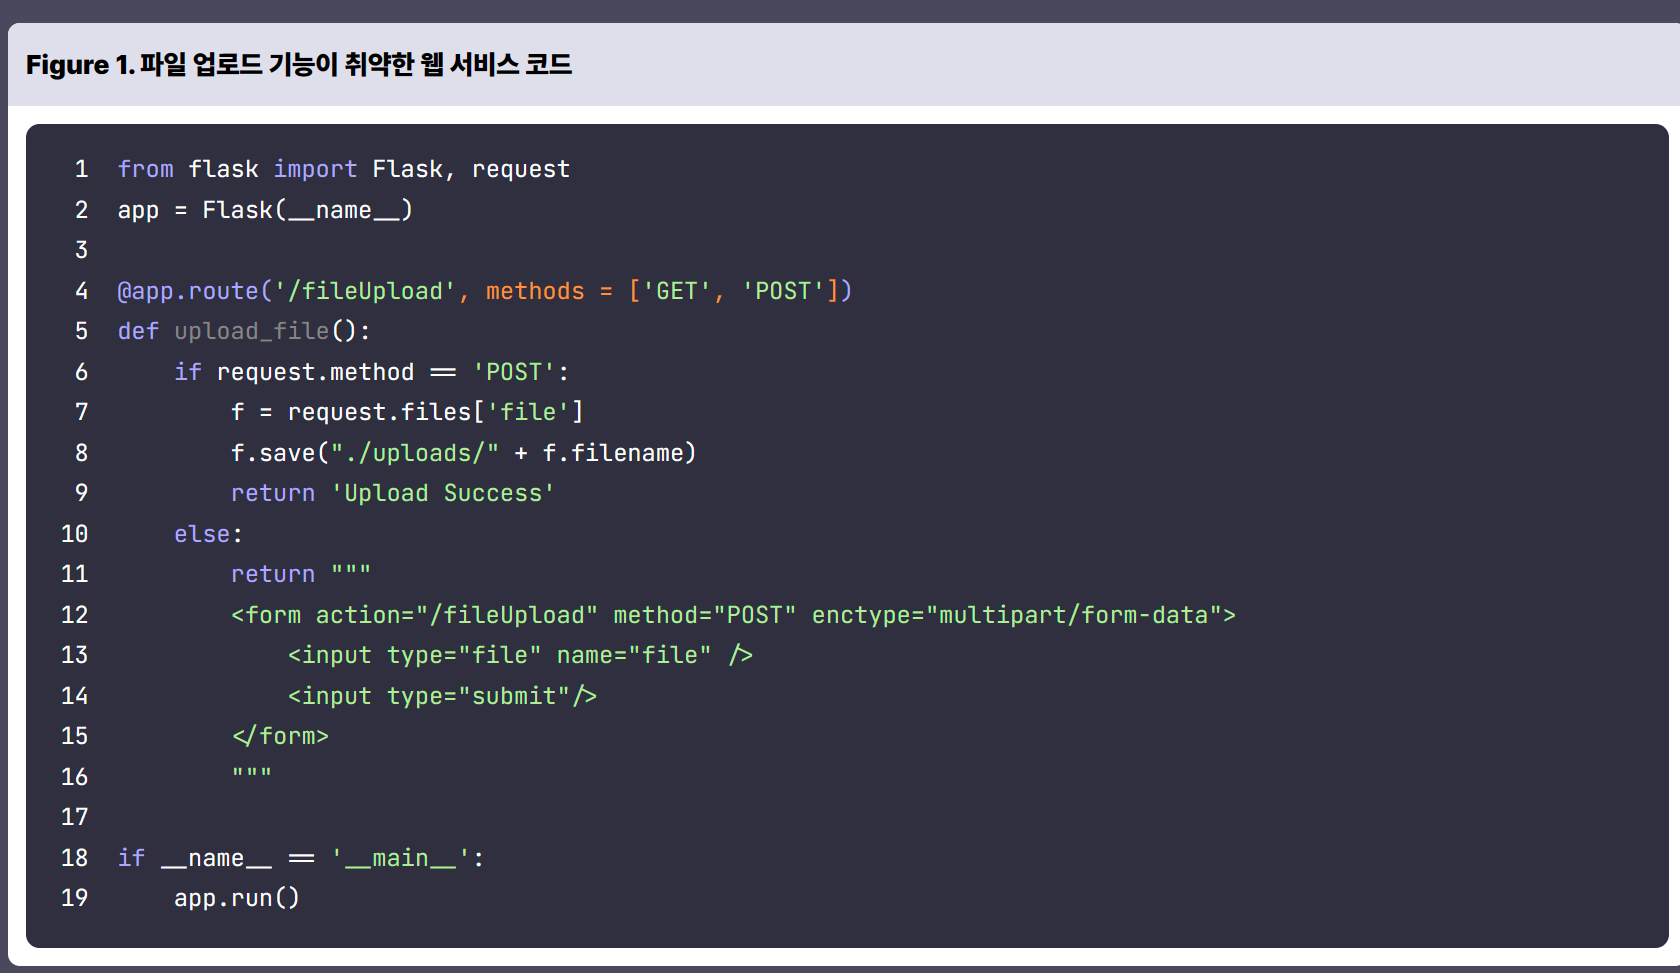 Figure 1. 파일 업로드 기능이 취약한 웹 서비스 코드
1 from flask import Flask, request
2 app = Flask(__name__)
3
4 @app.route('/fileUpload', methods = ['GET', 'POST'])
5 def upload_file():
6     if request.method == 'POST':
7         f = request.files['file']
8         f.save("./uploads/" + f.filename)
9         return 'Upload Success'
10     else:
11         return """
12         <form action="/fileUpload" method="POST" enctype="multipart/form-data">
13             <input type="file" name="file" />
14             <input type="submit"/>
15         </form>
16         """
17
18 if __name__ == '__main__':
19     app.run()